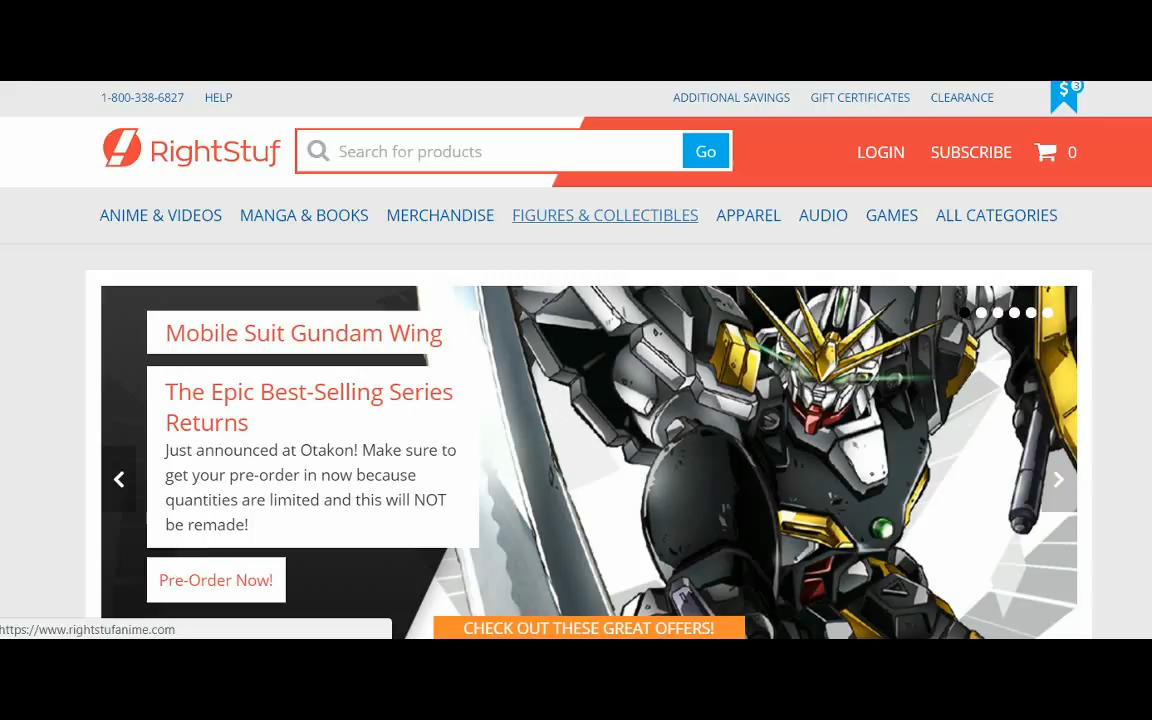 1-800-338-6827 HELP ADDITIONAL SAVINGS GIFT CERTIFICATES CLEARANCE $ 3
RightStuf Search for products Go LOGIN SUBSCRIBE 0
ANIME & VIDEOS MANGA & BOOKS MERCHANDISE FIGURES & COLLECTIBLES APPAREL AUDIO GAMES ALL CATEGORIES
Mobile Suit Gundam Wing
The Epic Best-Selling Series
Returns
Just announced at Otakon! Make sure to
get your pre-order in now because
quantities are limited and this will NOT
be remade!
Pre-Order Now!
CHECK OUT THESE GREAT OFFERS!
https://www.rightstufanime.com